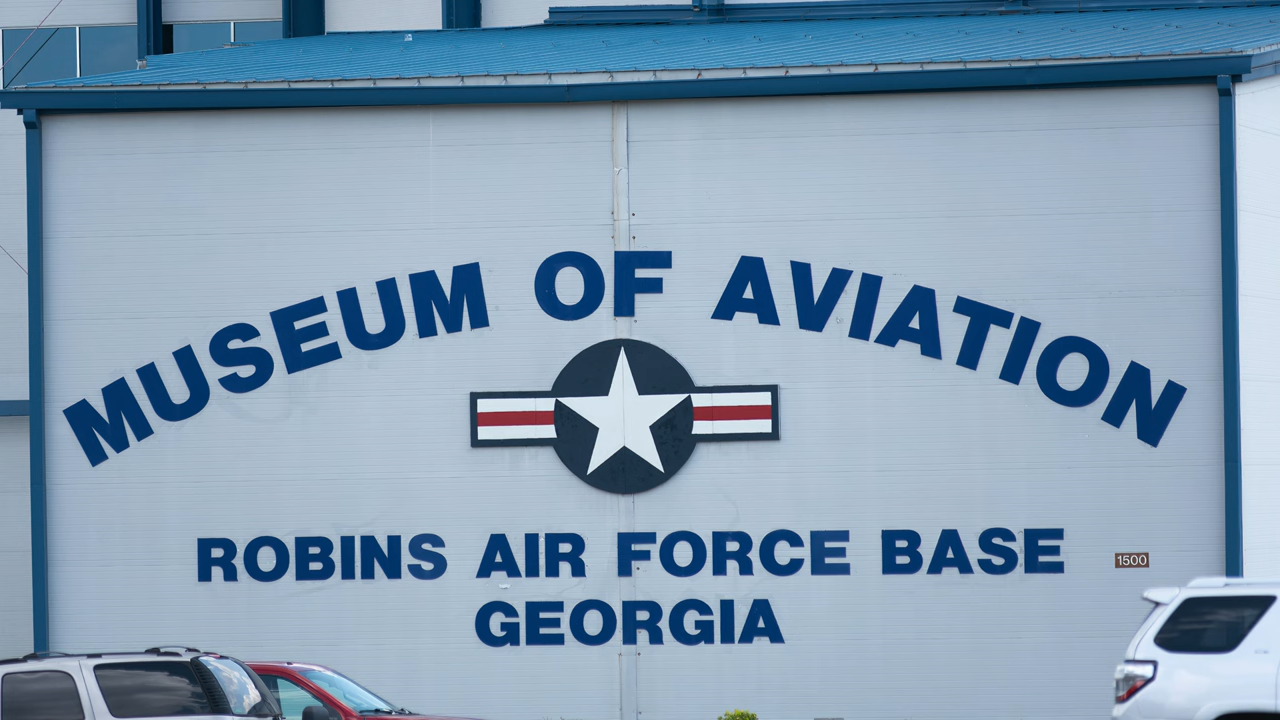 MUSEUM OF AVIATION
ROBINS AIR FORCE BASE
1500
GEORGIA